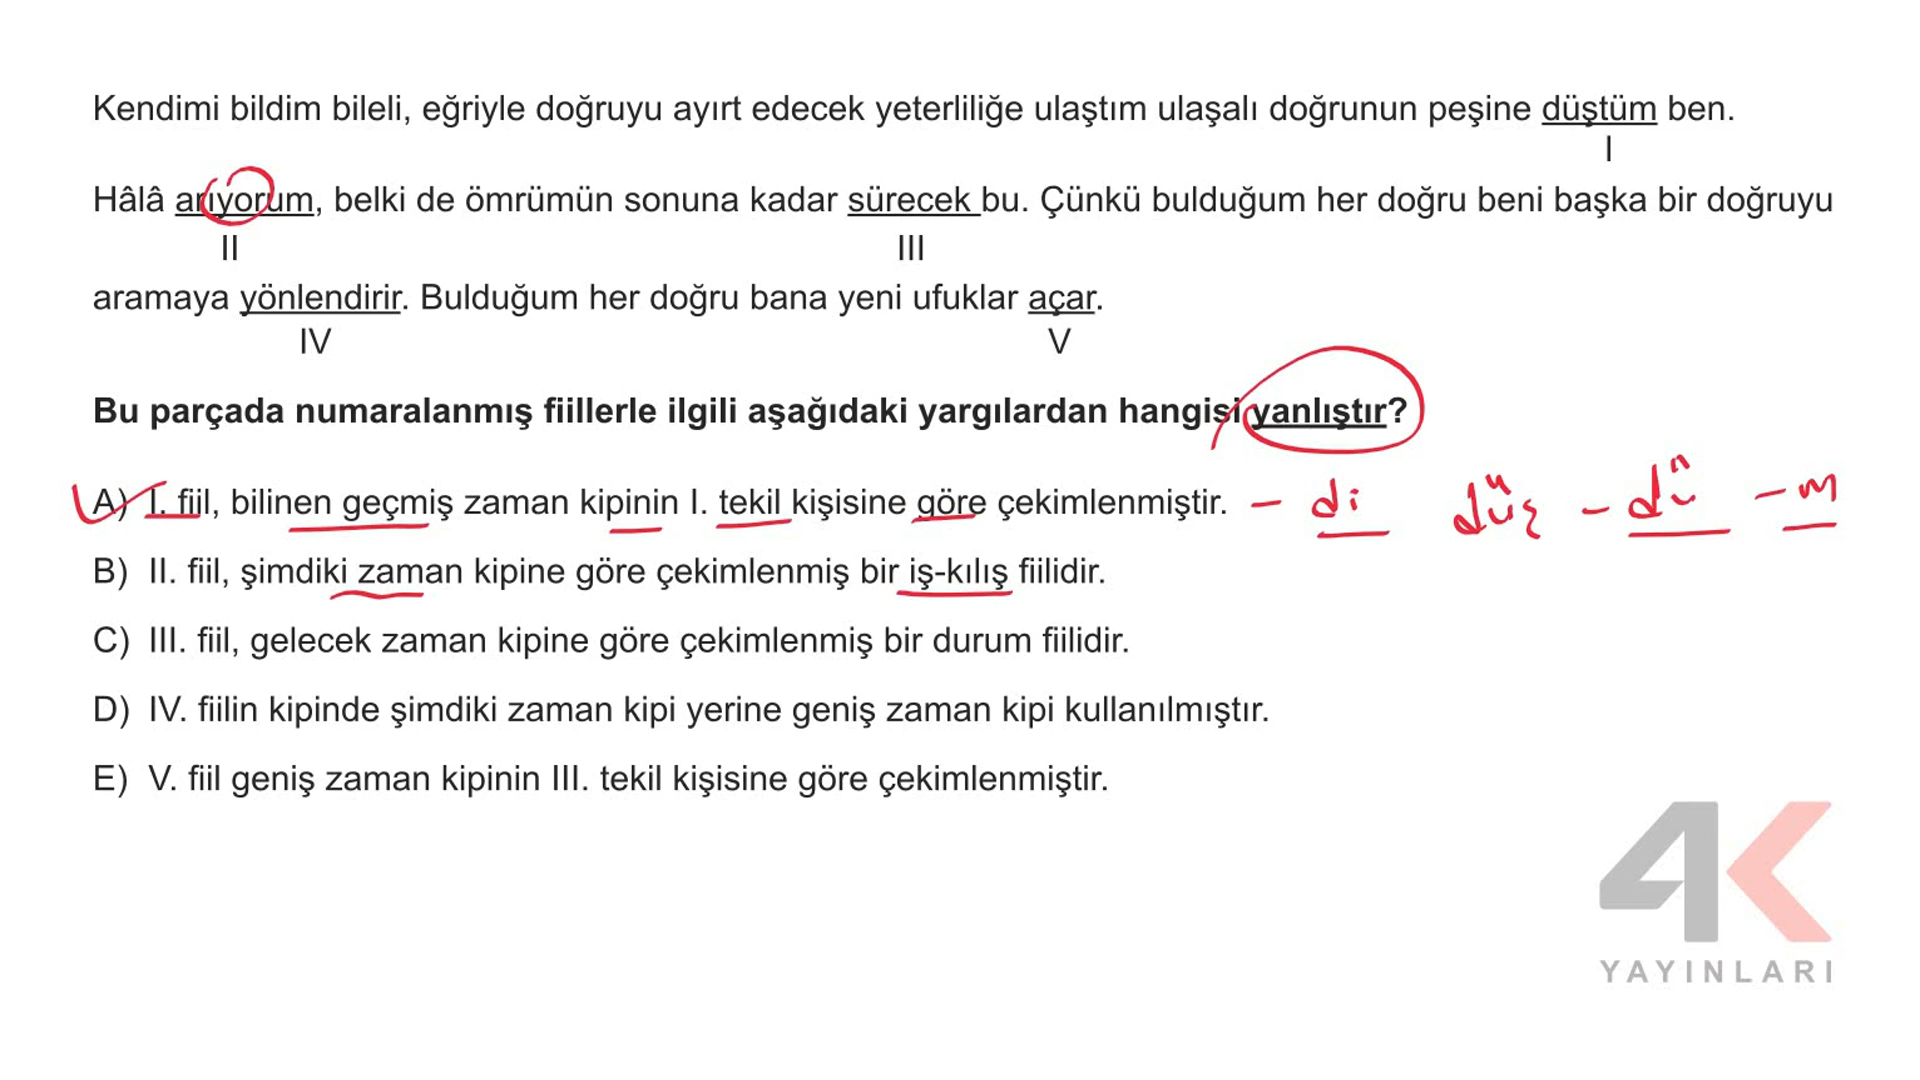 Kendimi bildim bileli, eğriyle doğruyu ayırt edecek yeterliliğe ulaştım ulaşalı doğrunun peşine düştüm ben.
I
Hâlâ arıyorum, belki de ömrümün sonuna kadar sürecek bu. Çünkü bulduğum her doğru beni başka bir doğruyu
II III
aramaya yönlendirir. Bulduğum her doğru bana yeni ufuklar açar.
IV V
Bu parçada numaralanmış fiillerle ilgili aşağıdaki yargılardan hangisi yanlıştır?
A) I. fiil, bilinen geçmiş zaman kipinin I. tekil kişisine göre çekimlenmiştir. - di düş - dü - m
B) II. fiil, şimdiki zaman kipine göre çekimlenmiş bir iş-kılış fiilidir.
C) III. fiil, gelecek zaman kipine göre çekimlenmiş bir durum fiilidir.
D) IV. fiilin kipinde şimdiki zaman kipi yerine geniş zaman kipi kullanılmıştır.
E) V. fiil geniş zaman kipinin III. tekil kişisine göre çekimlenmiştir.
4K
YAYINLARI